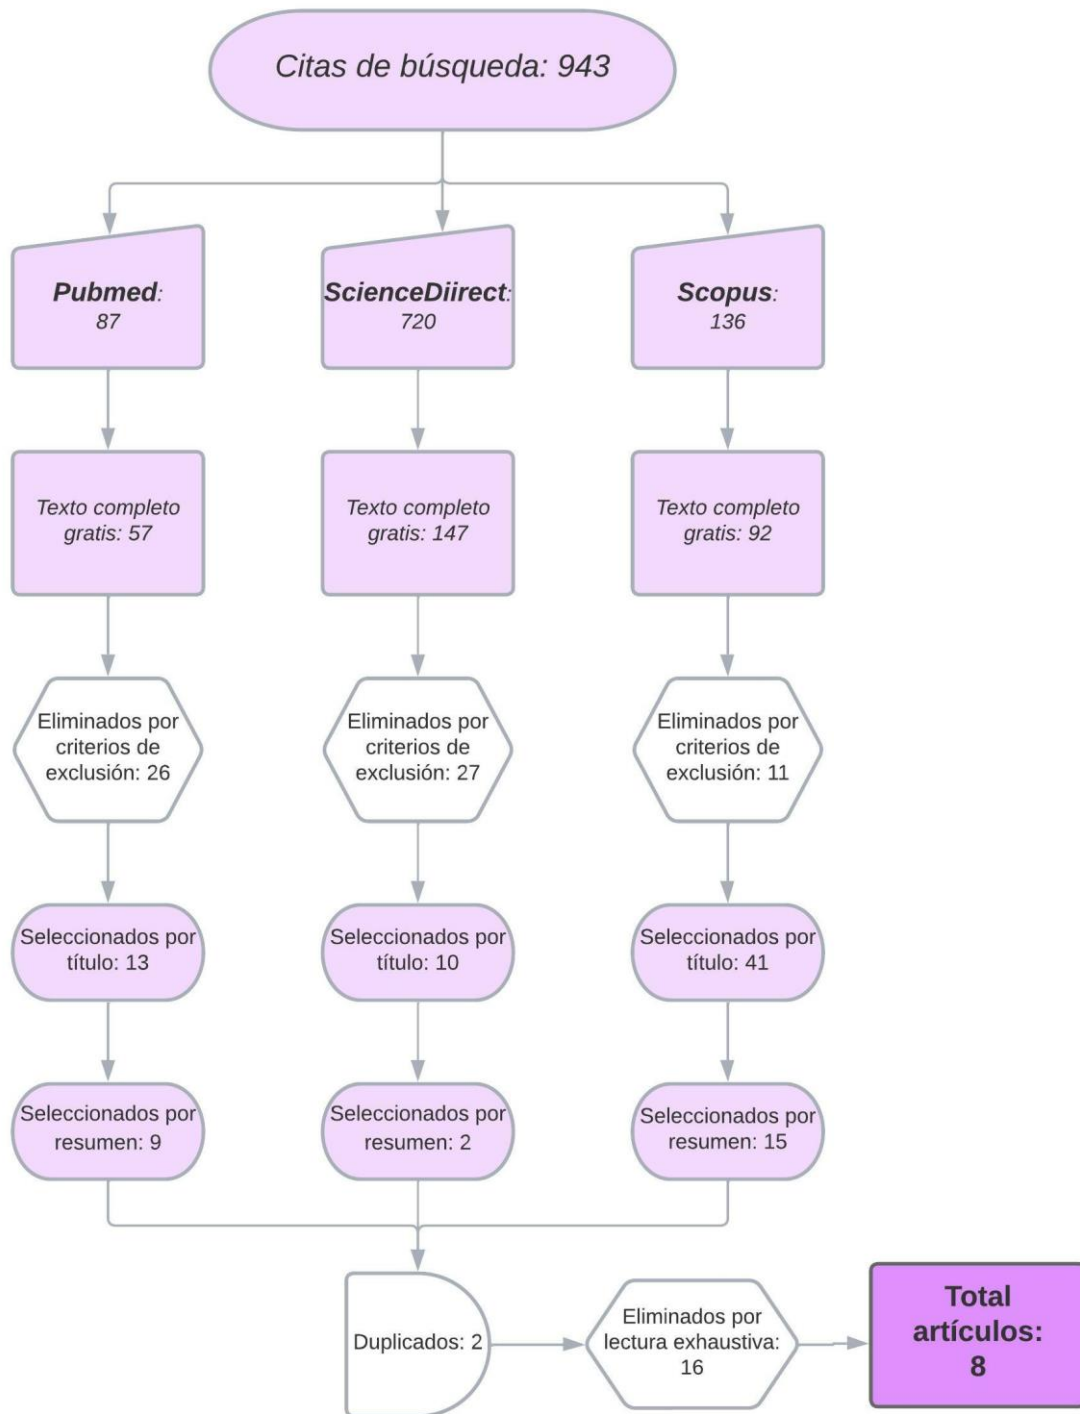 Citas de búsqueda: 943
Pubmed:
87
ScienceDiirect:
720
Scopus:
136
Texto completo
gratis: 57
Texto completo
gratis: 147
Texto completo
gratis: 92
Eliminados por
criterios de
exclusión: 26
Eliminados por
criterios de
exclusión: 27
Eliminados por
criterios de
exclusión: 11
Seleccionados por
título: 13
Seleccionados por
título: 10
Seleccionados por
título: 41
Seleccionados por
resumen: 9
Seleccionados por
resumen: 2
Seleccionados por
resumen: 15
Duplicados: 2
Eliminados por
lectura exhaustiva:
16
Total
artículos:
8